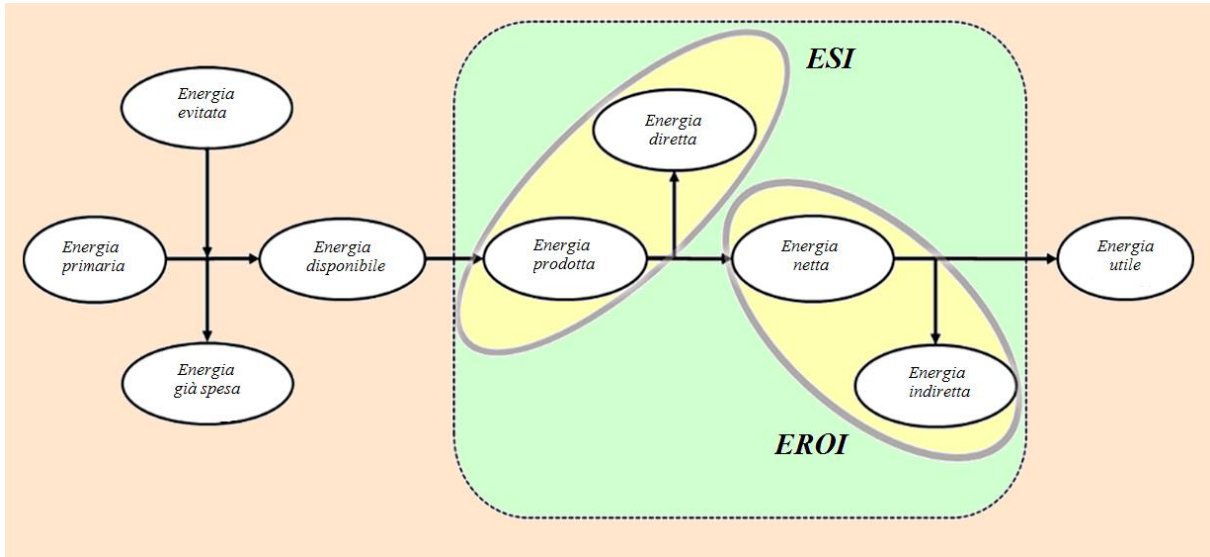 ESI
Energia
evitata
Energia
diretta
Energia
primaria
Energia
disponibile
Energia
prodotta
Energia
netta
Energia
utile
Energia
già spesa
Energia
indiretta
EROI